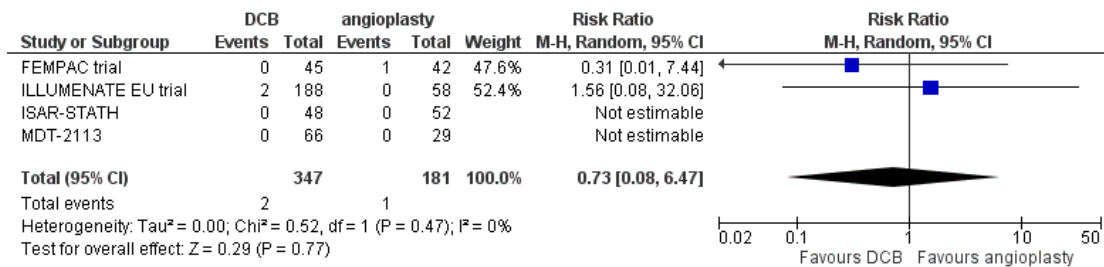 DCB angioplasty Risk Ratio Risk Ratio
Study or Subgroup Events Total Events Total Weight M-H, Random, 95% CI M-H, Random, 95% CI
FEMPAC trial 0 45 1 42 47.6% 0.31 [0.01, 7.44]
ILLUMENATE EU trial 2 188 0 58 52.4% 1.56 [0.08, 32.06]
ISAR-STATH 0 48 0 52 Not estimable
MDT-2113 0 66 0 29 Not estimable
Total (95% CI) 347 181 100.0% 0.73 [0.08, 6.47]
Total events 2 1
Heterogeneity: Tau² = 0.00; Chi² = 0.52, df = 1 (P = 0.47); I² = 0%
Test for overall effect: Z = 0.29 (P = 0.77)
0.02 0.1 1 10 50
Favours DCB Favours angioplasty